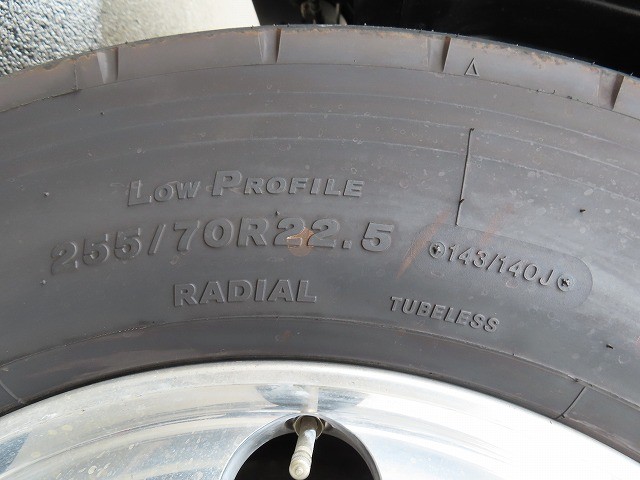 LOW PROFILE
255/70R22.5
143/140J
RADIAL
TUBELESS